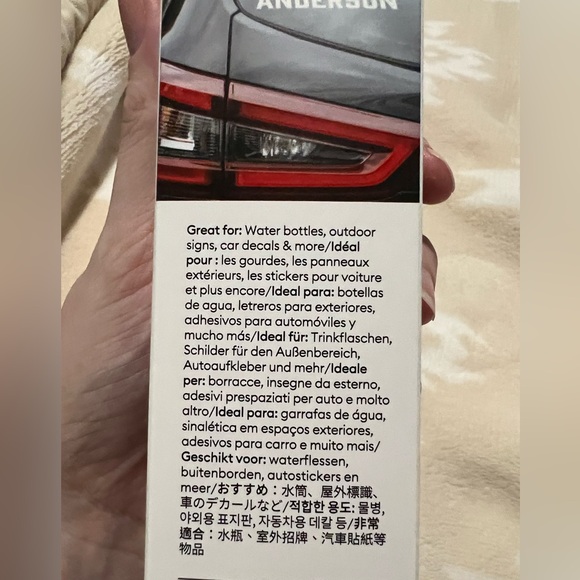 ANDERSON
Great for: Water bottles, outdoor
signs, car decals & more/Idéal
pour : les gourdes, les panneaux
extérieurs, les stickers pour voiture
et plus encore/Ideal para: botellas
de agua, letreros para exteriores,
adhesivos para automóviles y
mucho más/Ideal für: Trinkflaschen,
Schilder für den Außenbereich,
Autoaufkleber und mehr/Ideale
per: borracce, insegne da esterno,
adesivi prespaziati per auto e molto
altro/Ideal para: garrafas de água,
sinalética em espaços exteriores,
adesivos para carro e muito mais/
Geschikt voor: waterflessen,
buitenborden, autostickers en
meer/おすすめ：水筒、屋外標識、
車のデカールなど/적합한 용도: 물병,
야외용 표지판, 자동차용 데칼 등/非常
適合：水瓶、室外招牌、汽車貼紙等
物品